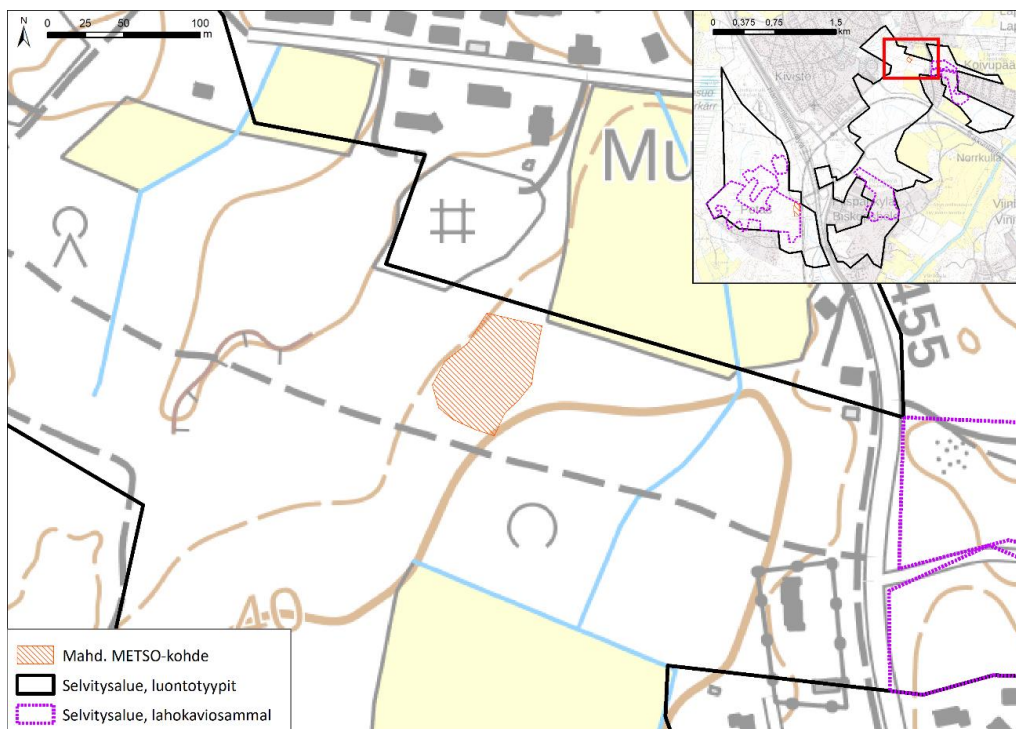 N
0 25 50 100
m
0 0,375 0,75 1,5
km
Kivistö
Koivupää
Norrkulla
Mu
455
40
Mahd. METSO-kohde
Selvitysalue, luontotyypit
Selvitysalue, lahokaviosammal